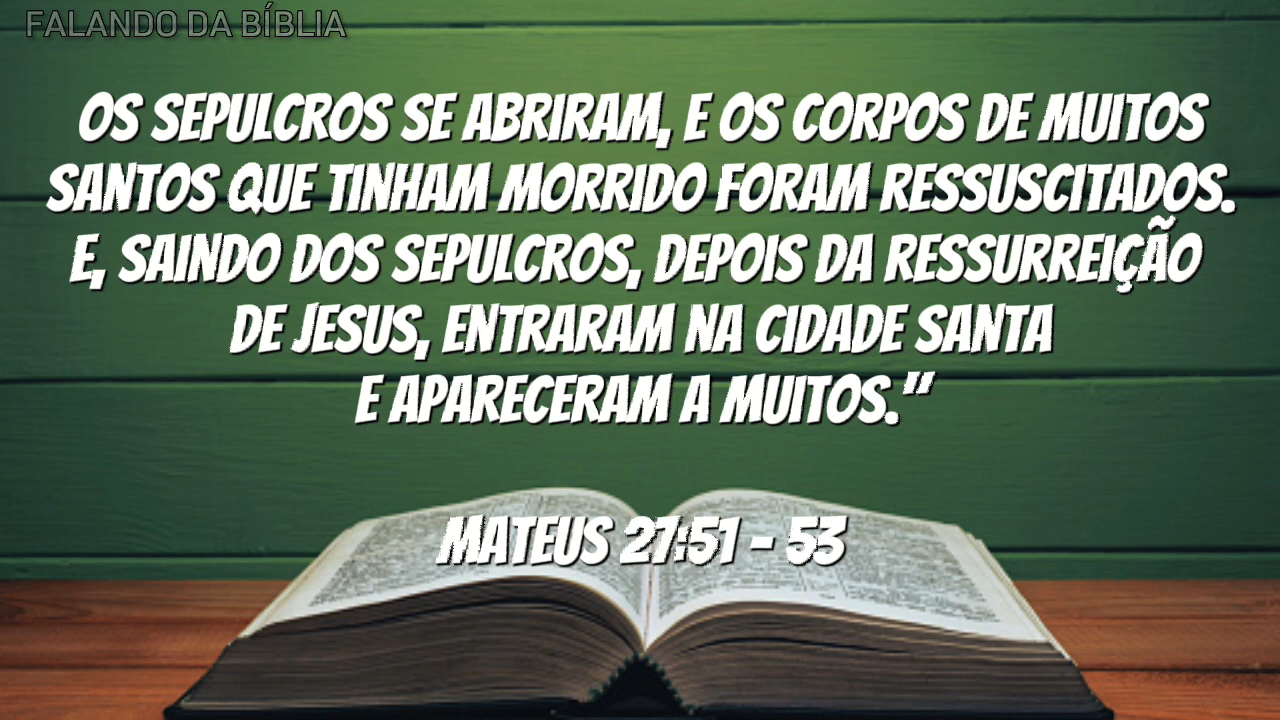 FALANDO DA BÍBLIA
OS SEPULCROS SE ABRIRAM, E OS CORPOS DE MUITOS
SANTOS QUE TINHAM MORRIDO FORAM RESSUSCITADOS.
E, SAINDO DOS SEPULCROS, DEPOIS DA RESSURREIÇÃO
DE JESUS, ENTRARAM NA CIDADE SANTA
E APARECERAM A MUITOS.”
MATEUS 27:51 - 53